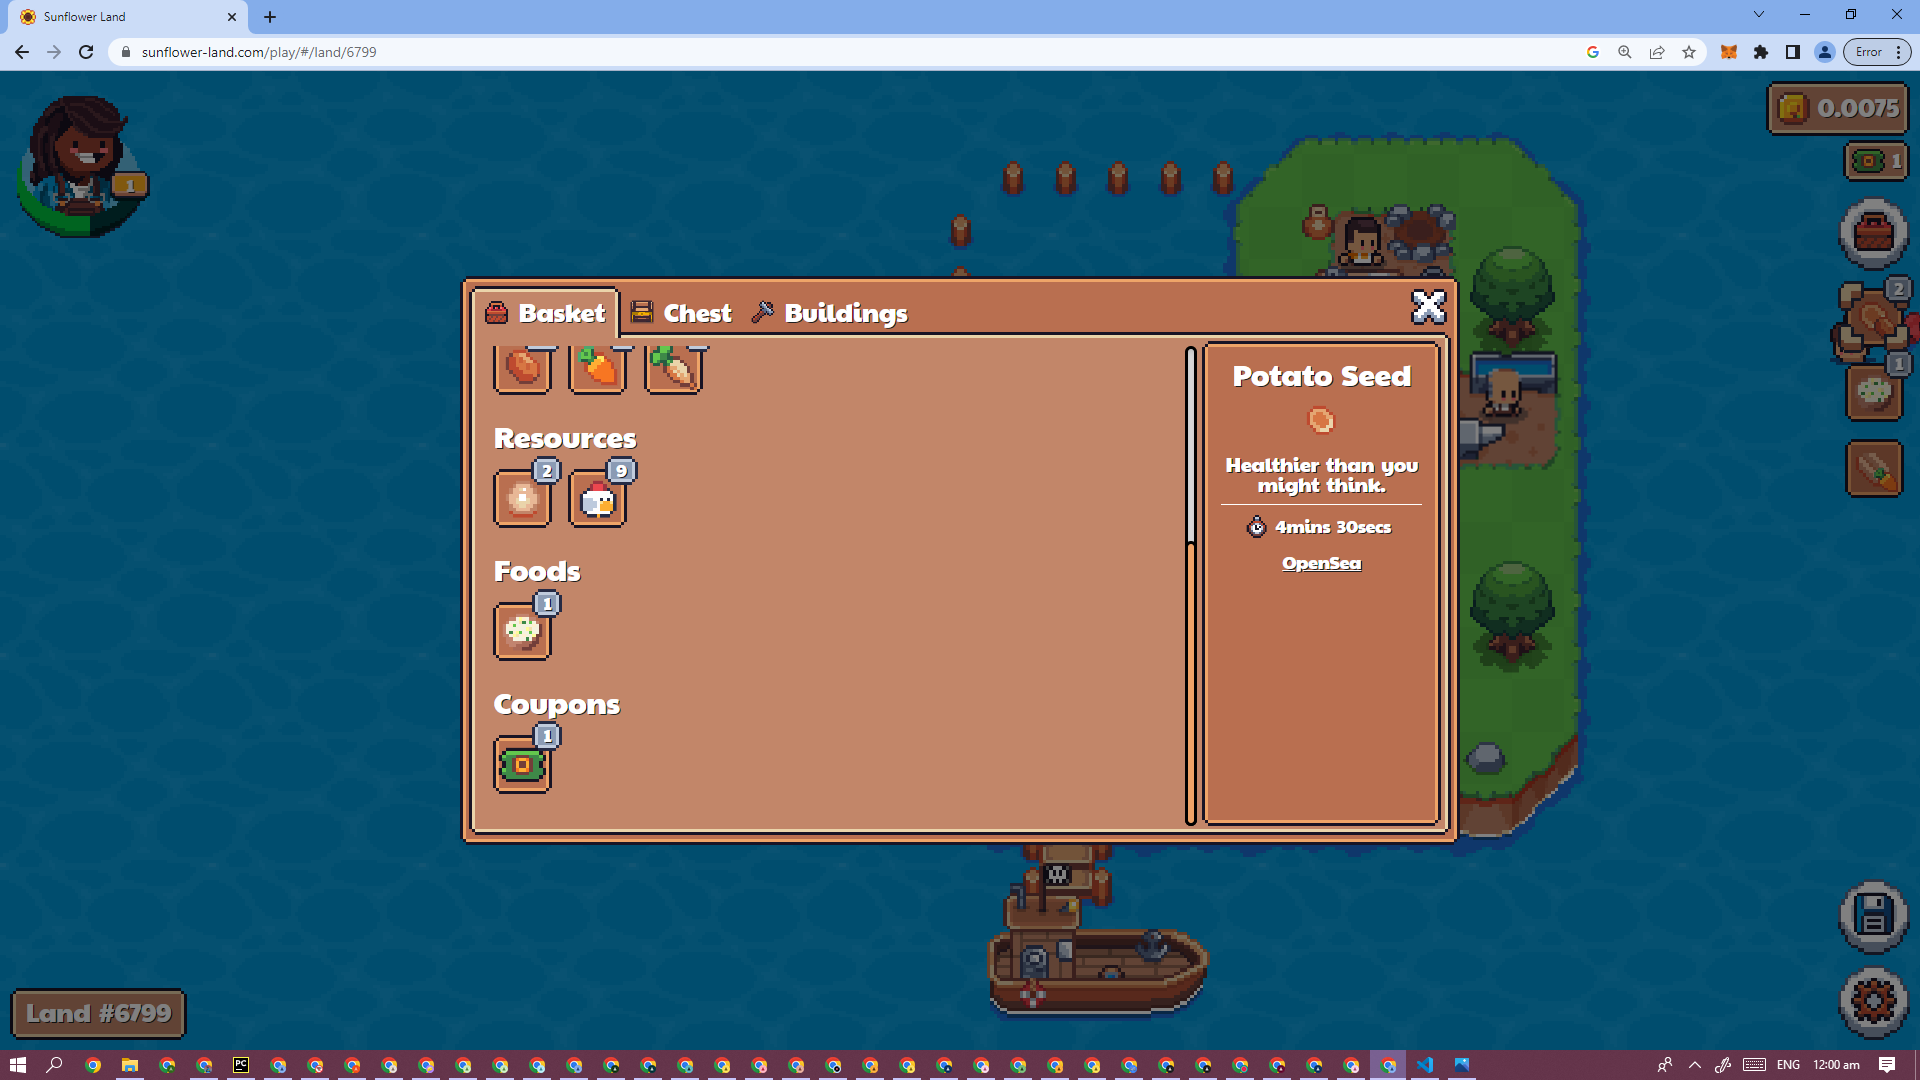 Sunflower Land
sunflower-land.com/play/#/land/6799
Error
0.0075
1
1
2
1
Basket
Chest
Buildings
Potato Seed
Healthier than you
might think.
4mins 30secs
OpenSea
Resources
2
9
Foods
1
Coupons
1
Land #6799
PC
ENG
12:00 am